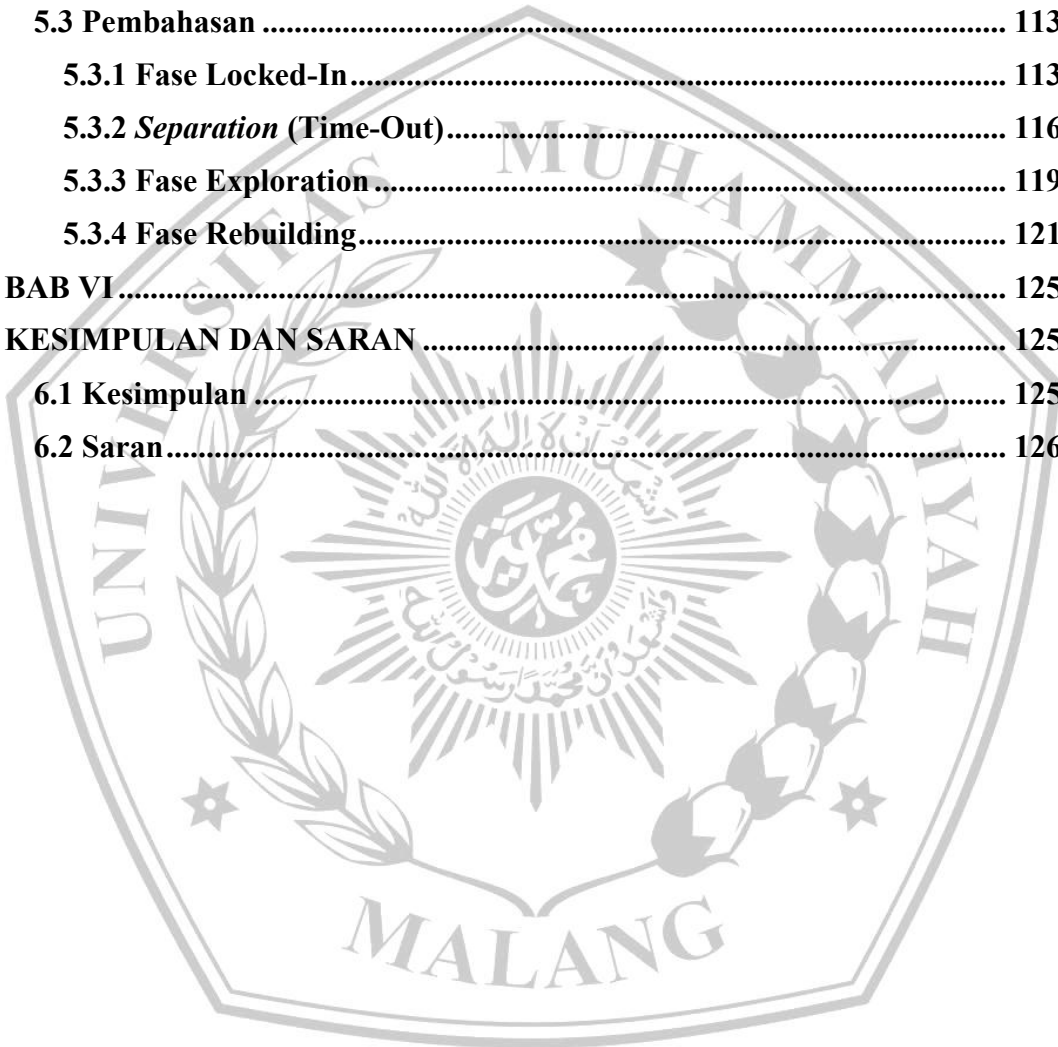 5.3 Pembahasan ............................................................ 113
5.3.1 Fase Locked-In ............................................................ 113
5.3.2 Separation (Time-Out) ............................................................ 116
5.3.3 Fase Exploration ............................................................ 119
5.3.4 Fase Rebuilding ............................................................ 121
BAB VI ............................................................ 125
KESIMPULAN DAN SARAN ............................................................ 125
6.1 Kesimpulan ............................................................ 125
6.2 Saran ............................................................ 126
UNIVERSITAS MUHAMMADIYAH
MALANG